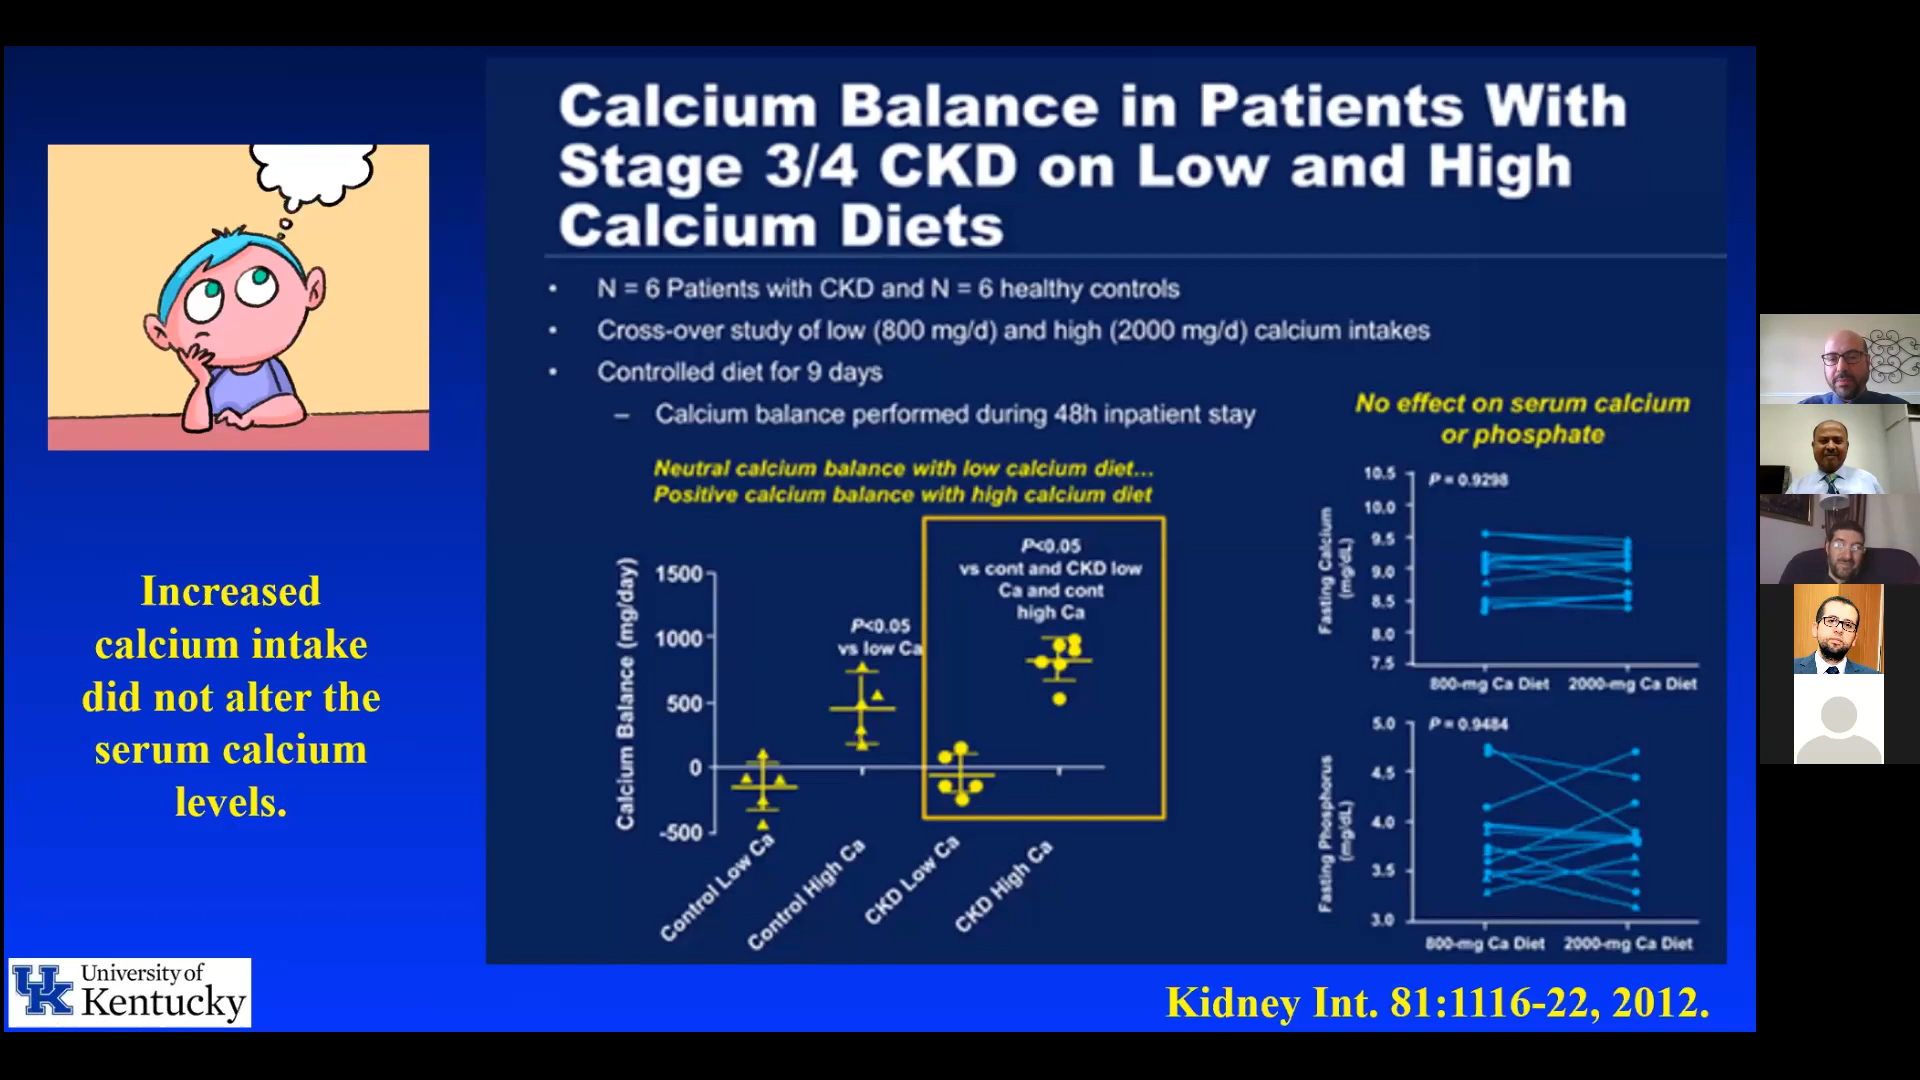 Calcium Balance in Patients With
Stage 3/4 CKD on Low and High
Calcium Diets
• N = 6 Patients with CKD and N = 6 healthy controls
• Cross-over study of low (800 mg/d) and high (2000 mg/d) calcium intakes
• Controlled diet for 9 days
– Calcium balance performed during 48h inpatient stay
Neutral calcium balance with low calcium diet...
Positive calcium balance with high calcium diet
Calcium Balance (mg/day)
1500
1000
500
0
-500
P<0.05
vs low Ca
P<0.05
vs cont and CKD low
Ca and cont
high Ca
Control Low Ca
Control High Ca
CKD Low Ca
CKD High Ca
No effect on serum calcium
or phosphate
Fasting Calcium
(mg/dL)
10.5
10.0
9.5
9.0
8.5
8.0
7.5
P = 0.9298
800-mg Ca Diet
2000-mg Ca Diet
Fasting Phosphorus
(mg/dL)
5.0
4.5
4.0
3.5
3.0
P = 0.9484
800-mg Ca Diet
2000-mg Ca Diet
Increased
calcium intake
did not alter the
serum calcium
levels.
UK
University of
Kentucky
Kidney Int. 81:1116-22, 2012.